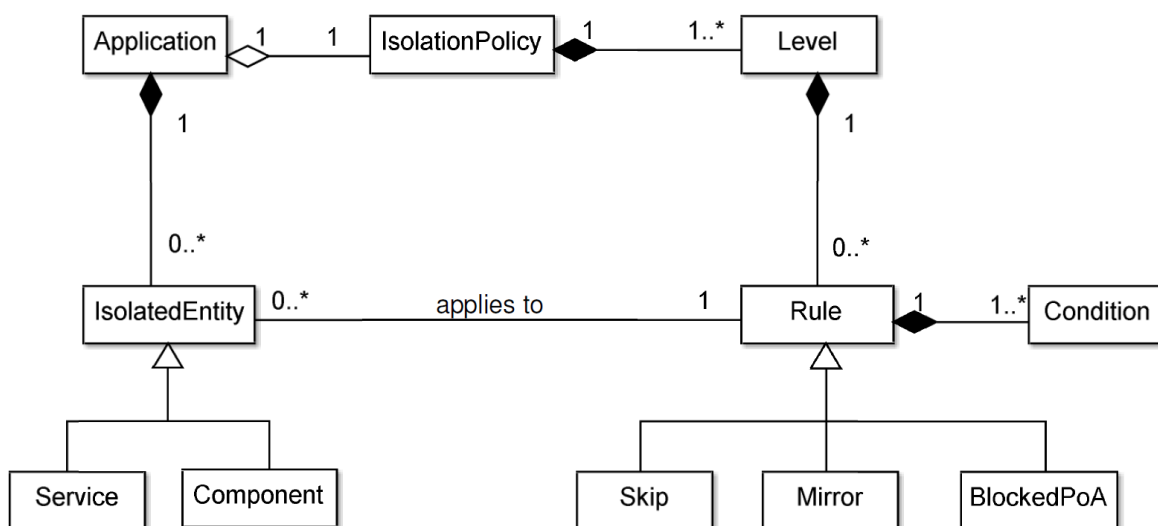 Application
1
1
IsolationPolicy
1
1..*
Level
1
1
0..*
0..*
IsolatedEntity
0..*
applies to
1
Rule
1
1..*
Condition
Service
Component
Skip
Mirror
BlockedPoA